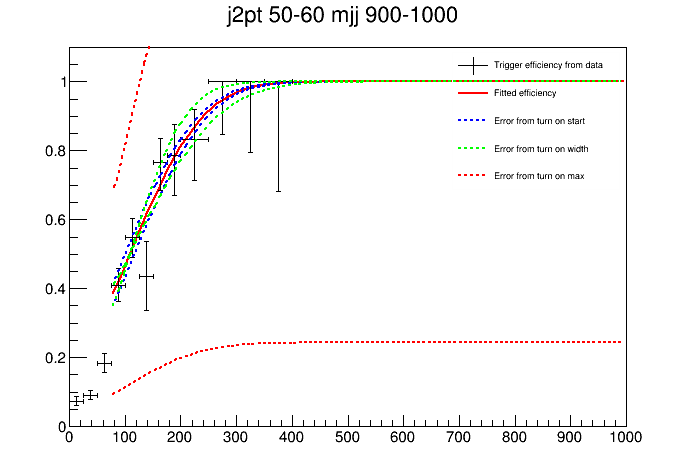 j2pt 50-60 mjj 900-1000
Trigger efficiency from data
Fitted efficiency
Error from turn on start
Error from turn on width
Error from turn on max
1
0.8
0.6
0.4
0.2
0
0 100 200 300 400 500 600 700 800 900 1000